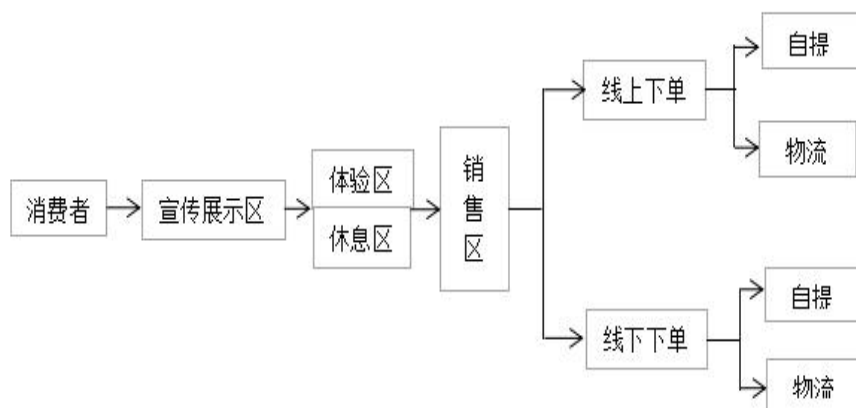 消费者
宣传展示区
体验区
休息区
销售区
线上下单
自提
物流
线下下单
自提
物流